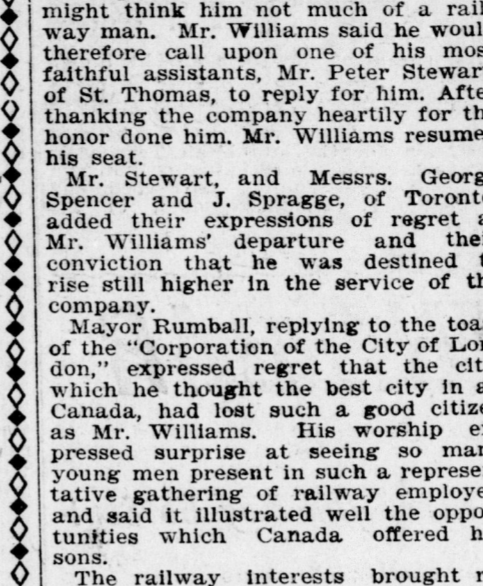 might think him not much of a rail
way man. Mr. Williams said he woul
therefore call upon one of his mos
faithful assistants, Mr. Peter Stewar
of St. Thomas, to reply for him. Afte
thanking the company heartily for th
honor done him. Mr. Williams resume
his seat.
Mr. Stewart, and Messrs. Georg
Spencer and J. Spragge, of Toront
added their expressions of regret a
Mr. Williams' departure and the
conviction that he was destined t
rise still higher in the service of th
company.
Mayor Rumball, replying to the toa
of the "Corporation of the City of Lon
don," expressed regret that the cit
which he thought the best city in a
Canada, had lost such a good citize
as Mr. Williams. His worship e
pressed surprise at seeing so man
young men present in such a represe
tative gathering of railway employe
and said it illustrated well the oppo
tunities which Canada offered h
sons.
The railway interests brought